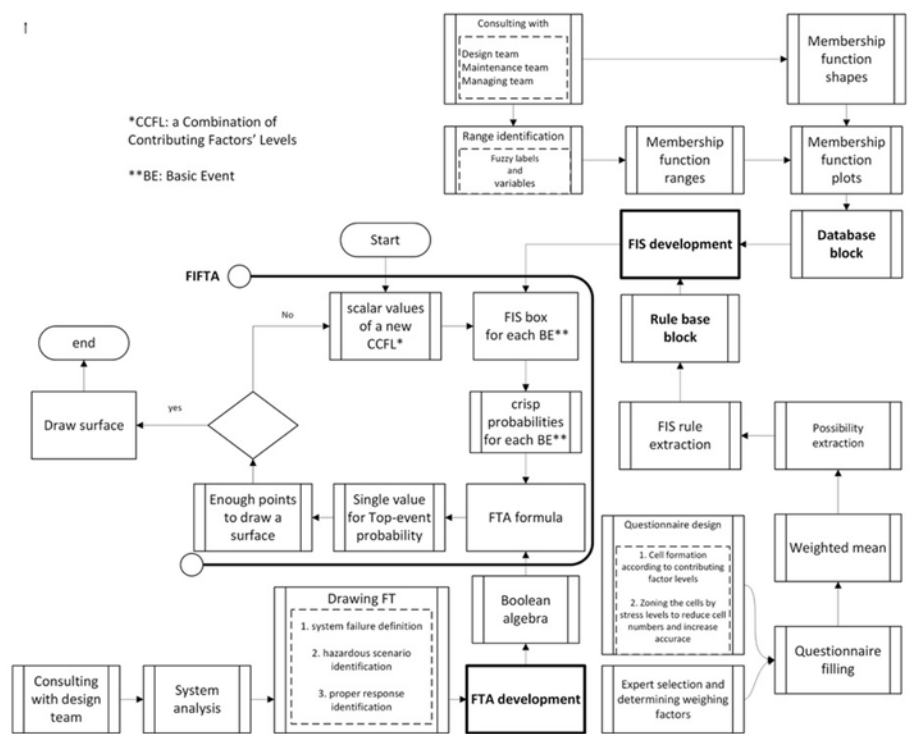 Consulting with
Design team
Maintenance team
Managing team
Membership
function
shapes
*CCFL: a Combination of
Contributing Factors' Levels
**BE: Basic Event
Range identification
Fuzzy labels
and
variables
Membership
function
ranges
Membership
function
plots
Start
FIS development
Database
block
FIFTA
No
scalar values
of a new
CCFL*
FIS box
for each BE**
Rule base
block
end
yes
Draw surface
crisp
probabilities
for each BE**
FIS rule
extraction
Possibility
extraction
Enough points
to draw a
surface
Single value
for Top-event
probability
FTA formula
Questionnaire design
1. Cell formation
according to contributing
factor levels
2. Zoning the cells by
stress levels to reduce cell
numbers and increase
accurace
Weighted mean
Drawing FT
1. system failure definition
2. hazardous scenario
identification
3. proper response
identification
Boolean
algebra
Questionnaire
filling
Consulting
with design
team
System
analysis
FTA development
Expert selection and
determining weighing
factors